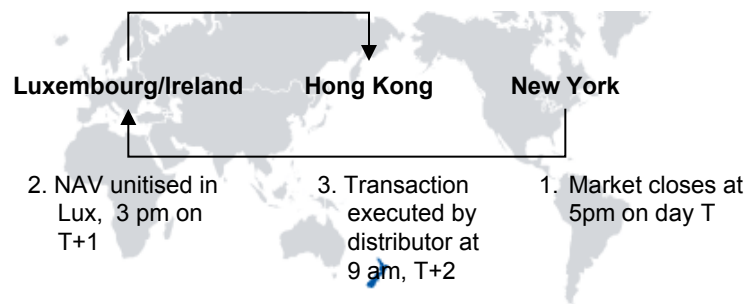 Luxembourg/Ireland Hong Kong New York
2. NAV unitised in
Lux, 3 pm on
T+1
3. Transaction
executed by
distributor at
9 am, T+2
1. Market closes at
5pm on day T